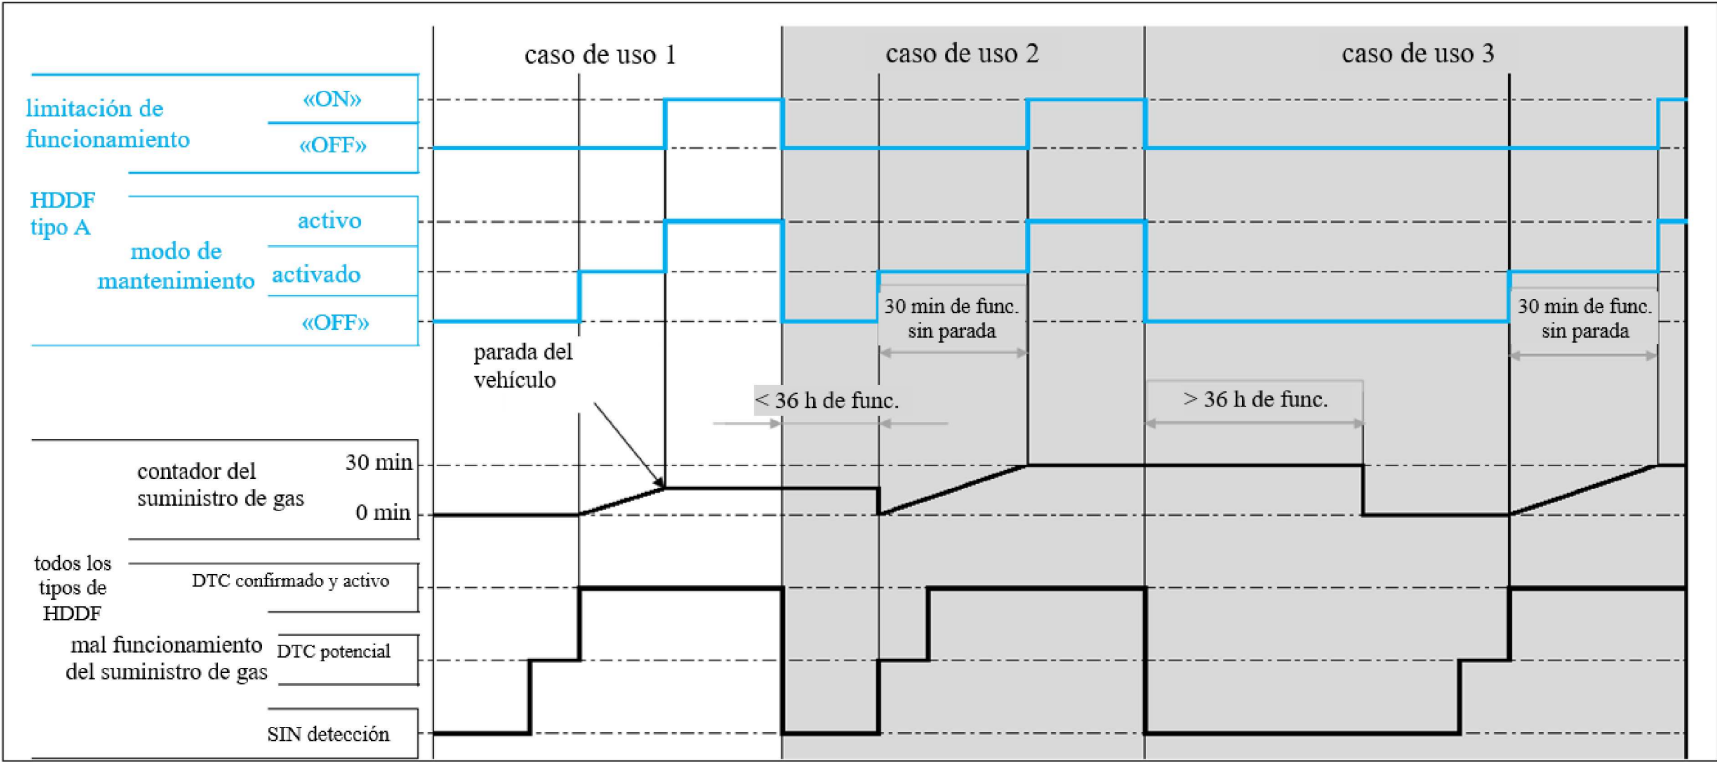 caso de uso 1
caso de uso 2
caso de uso 3
limitación de
funcionamiento
«ON»
«OFF»
HDDF
tipo A
modo de
mantenimiento
activo
activado
«OFF»
30 min de func.
sin parada
30 min de func.
sin parada
parada del
vehículo
< 36 h de func.
> 36 h de func.
contador del
suministro de gas
30 min
0 min
todos los
tipos de
HDDF
mal funcionamiento
del suministro de gas
DTC confirmado y activo
DTC potencial
SIN detección